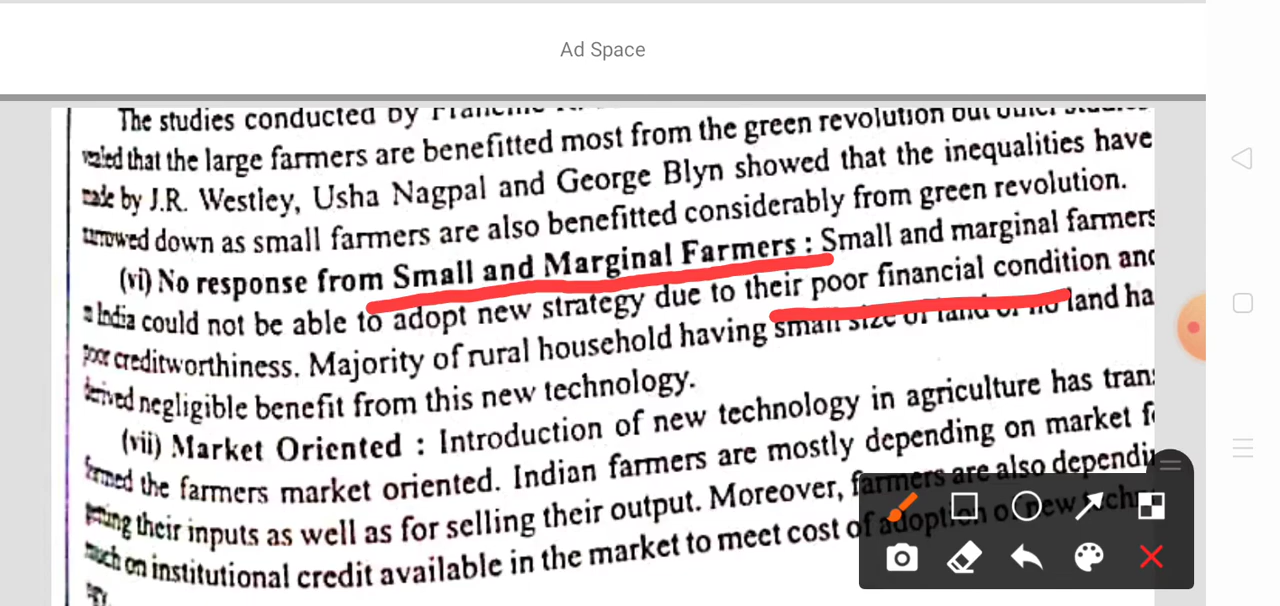 Ad Space
The studies conducted by
that the large farmers are benefitted most from the green revolution but other studies
made by J.R. Westley, Usha Nagpal and George Blyn showed that the inequalities have
down as small farmers are also benefitted considerably from green revolution.
(vi) No response from Small and Marginal Farmers : Small and marginal farmers
India could not be able to adopt new strategy due to their poor financial condition and
poor creditworthiness. Majority of rural household having small size of land or no land ha
derived negligible benefit from this new technology.
(vii) Market Oriented : Introduction of new technology in agriculture has trans
formed the farmers market oriented. Indian farmers are mostly depending on market f
their inputs as well as for selling their output. Moreover, farmers are also dependi
much on institutional credit available in the market to meet cost of adoption of new